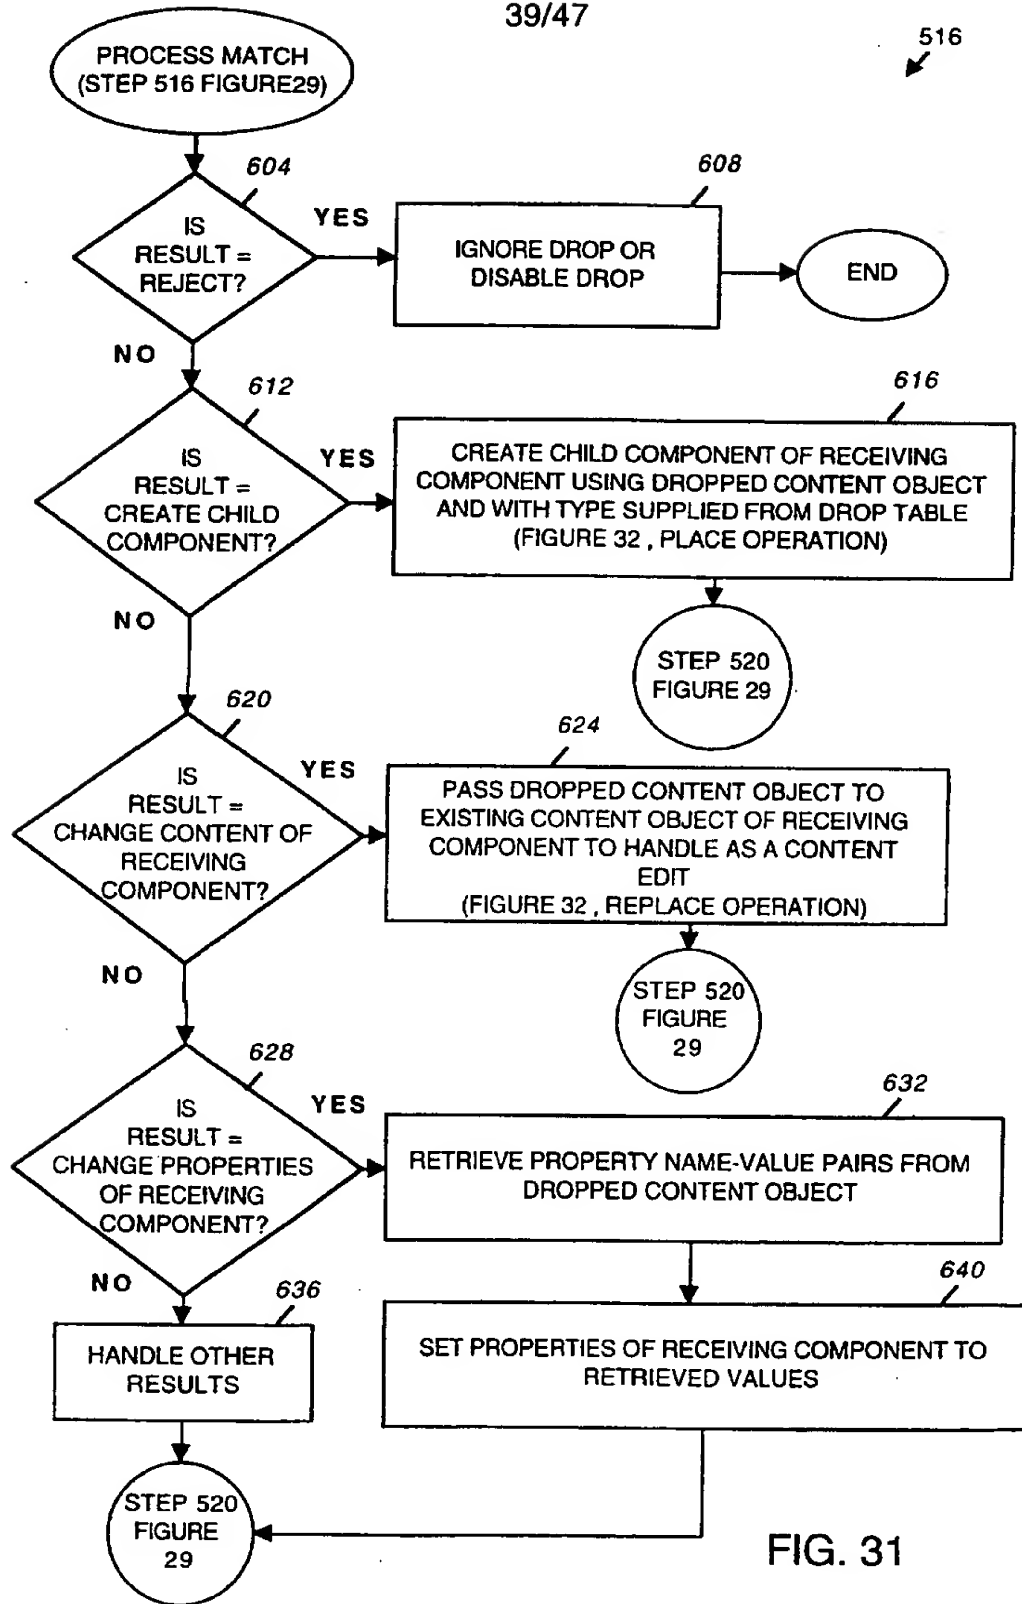 39/47
516
PROCESS MATCH
(STEP 516 FIGURE29)
604
IS
RESULT =
REJECT?
YES
608
IGNORE DROP OR
DISABLE DROP
END
NO
612
IS
RESULT =
CREATE CHILD
COMPONENT?
YES
616
CREATE CHILD COMPONENT OF RECEIVING
COMPONENT USING DROPPED CONTENT OBJECT
AND WITH TYPE SUPPLIED FROM DROP TABLE
(FIGURE 32 , PLACE OPERATION)
STEP 520
FIGURE 29
NO
620
IS
RESULT =
CHANGE CONTENT OF
RECEIVING
COMPONENT?
YES
624
PASS DROPPED CONTENT OBJECT TO
EXISTING CONTENT OBJECT OF RECEIVING
COMPONENT TO HANDLE AS A CONTENT
EDIT
(FIGURE 32 , REPLACE OPERATION)
STEP 520
FIGURE
29
NO
628
IS
RESULT =
CHANGE PROPERTIES
OF RECEIVING
COMPONENT?
YES
632
RETRIEVE PROPERTY NAME-VALUE PAIRS FROM
DROPPED CONTENT OBJECT
640
SET PROPERTIES OF RECEIVING COMPONENT TO
RETRIEVED VALUES
NO
636
HANDLE OTHER
RESULTS
STEP 520
FIGURE
29
FIG. 31